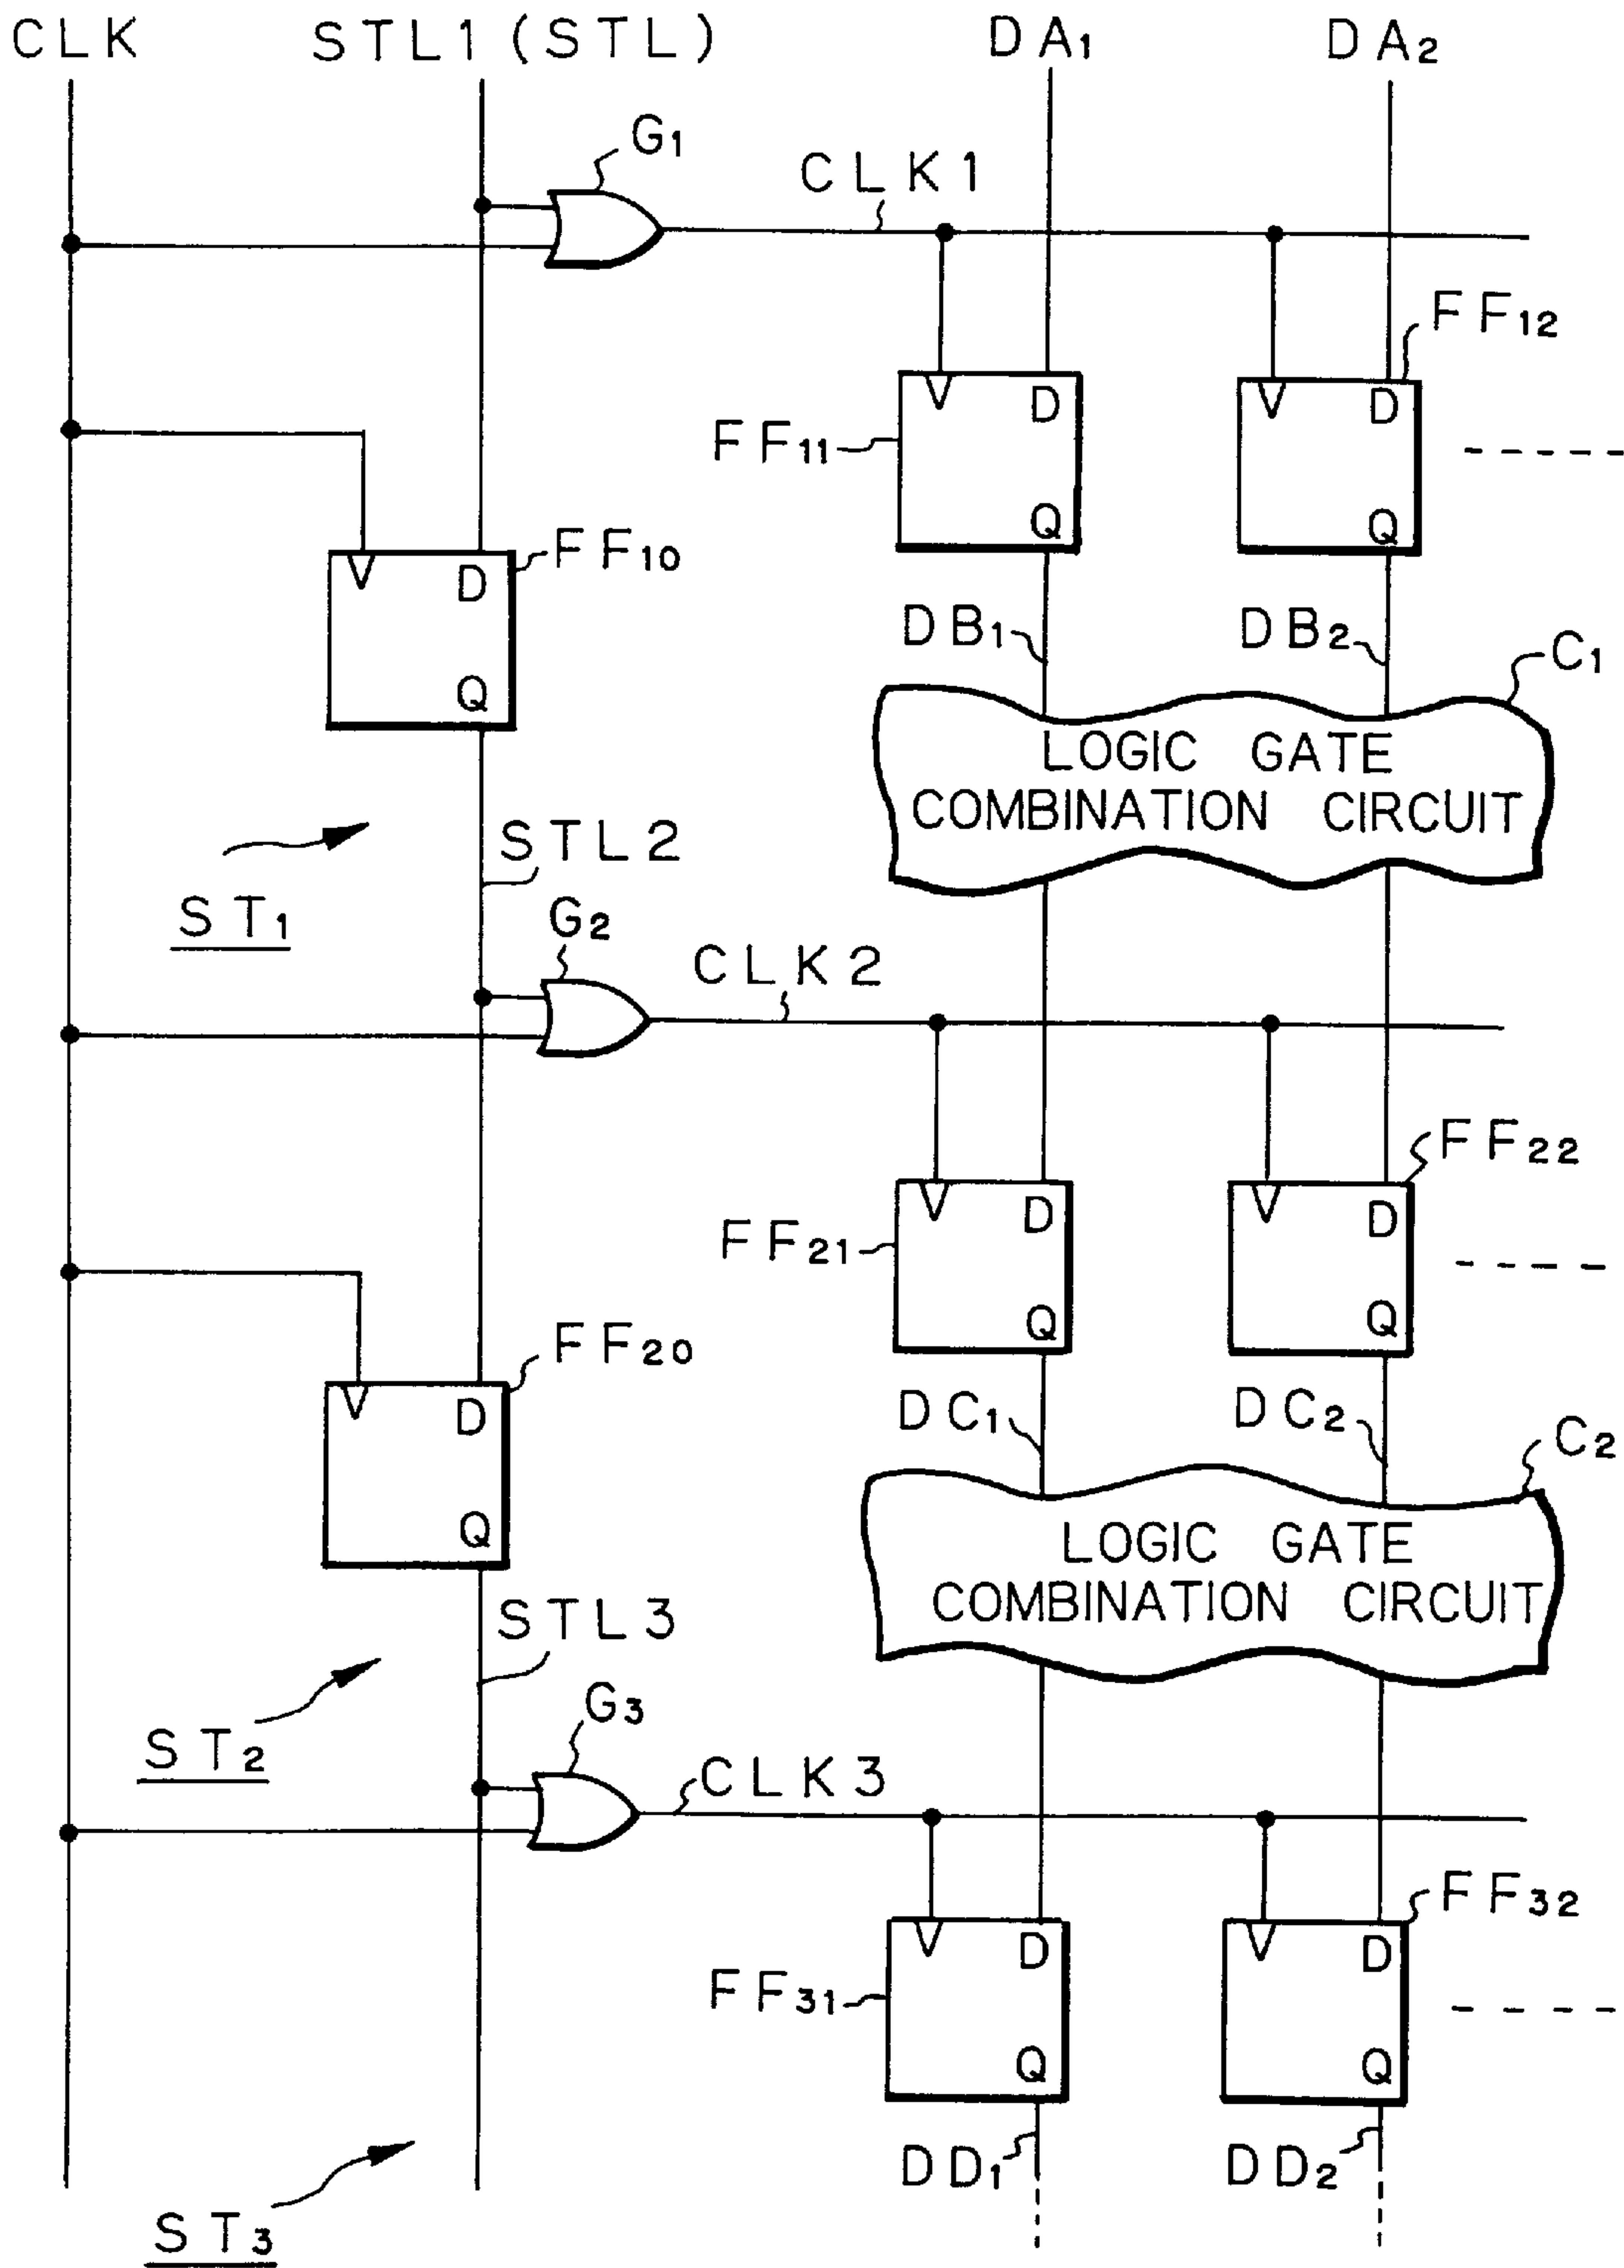 CLK STL1 (STL) DA1 DA2
G1
CLK1
FF12
V D
V D
FF11
Q
Q
FF10
V D
Q
DB1
DB2
C1
LOGIC GATE
COMBINATION CIRCUIT
STL2
ST1
G2
CLK2
FF22
V D
V D
FF21
Q
Q
FF20
V D
Q
DC1
DC2
C2
LOGIC GATE
COMBINATION CIRCUIT
STL3
G3
ST2
CLK3
FF32
V D
V D
FF31
Q
Q
DD1
DD2
ST3